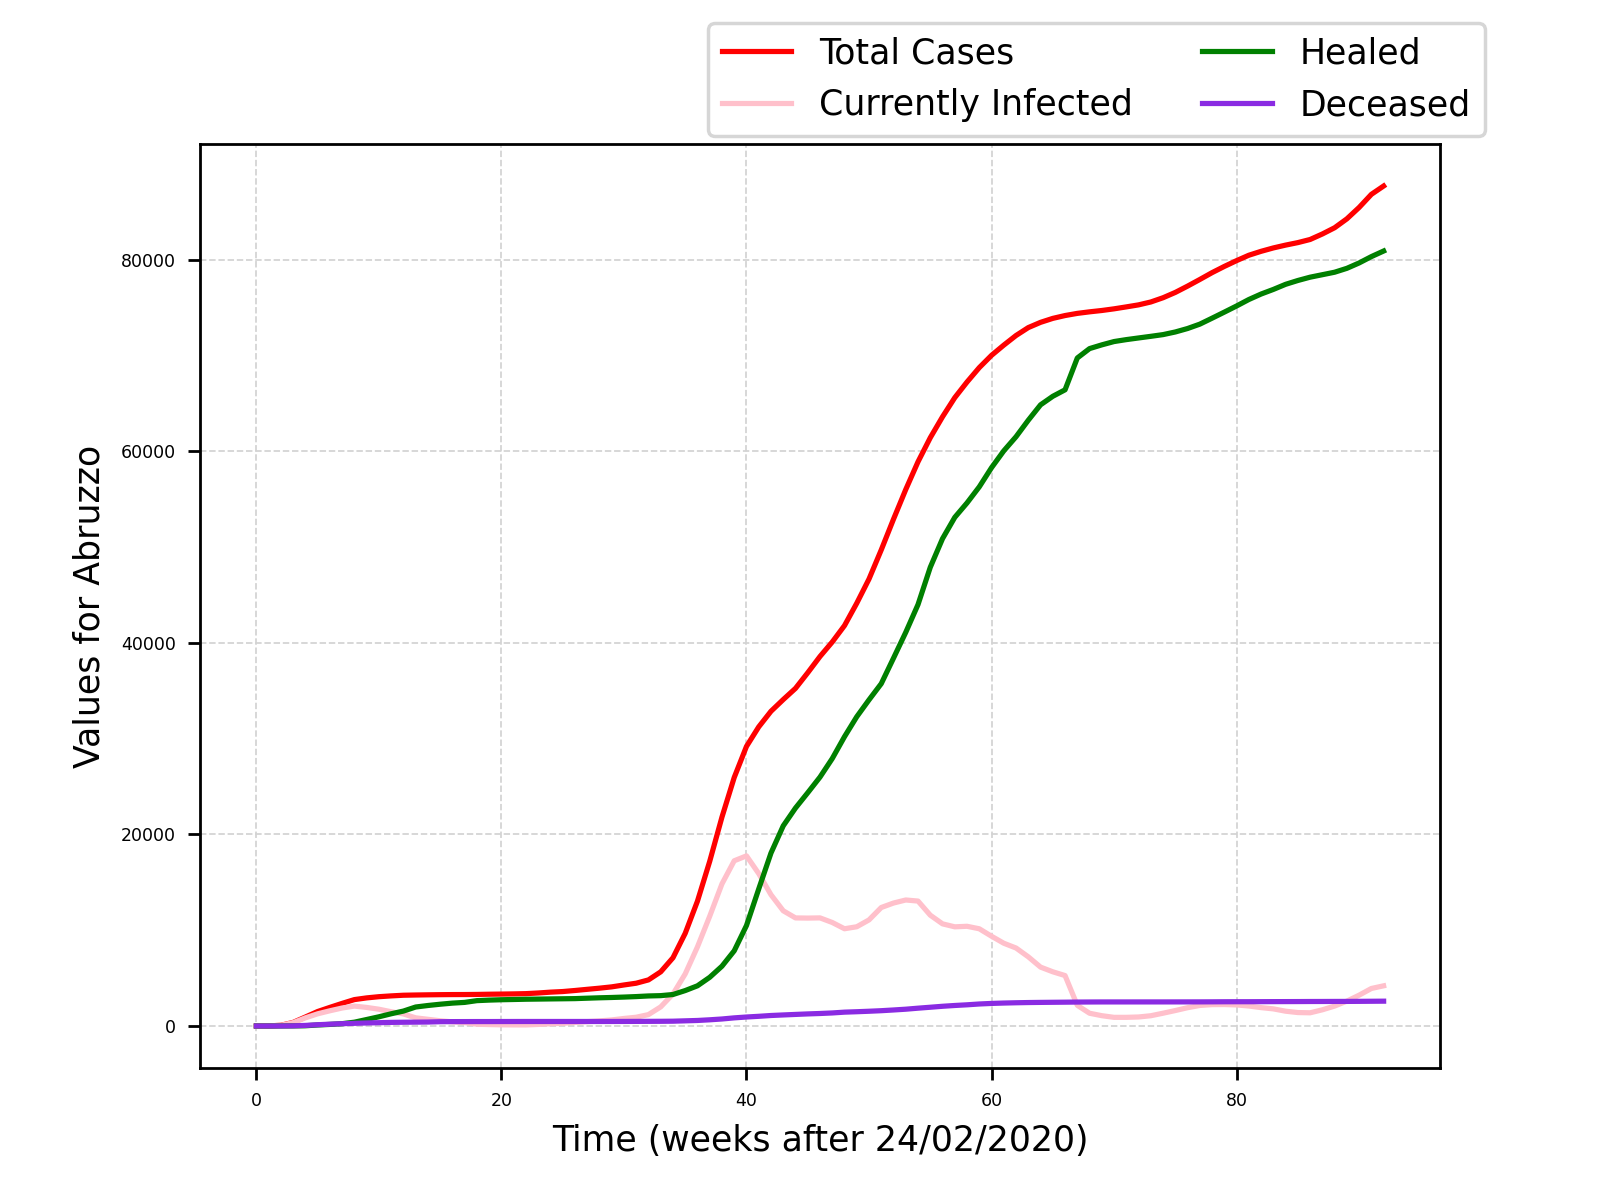 Total Cases
Currently Infected
Healed
Deceased
Values for Abruzzo
80000
60000
40000
20000
0
0 20 40 60 80
Time (weeks after 24/02/2020)